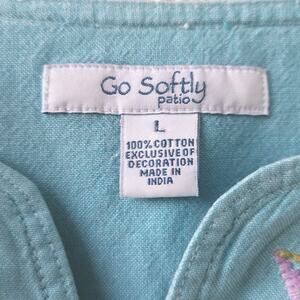 Go Softly
patio
L
100% COTTON
EXCLUSIVE OF
DECORATION
MADE IN
INDIA